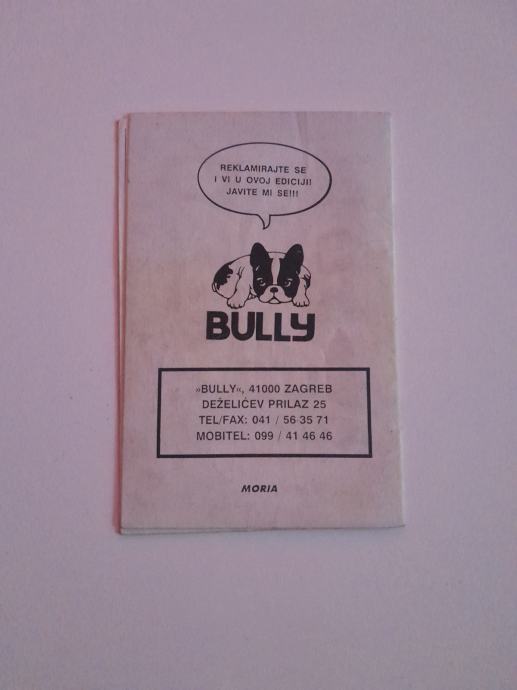 REKLAMIRAJTE SE
I VI U OVOJ EDICIJI!
JAVITE MI SE!!!
BULLY
»BULLY«, 41000 ZAGREB
DEŽELIĆEV PRILAZ 25
TEL/FAX: 041 / 56 35 71
MOBITEL: 099 / 41 46 46
MORIA